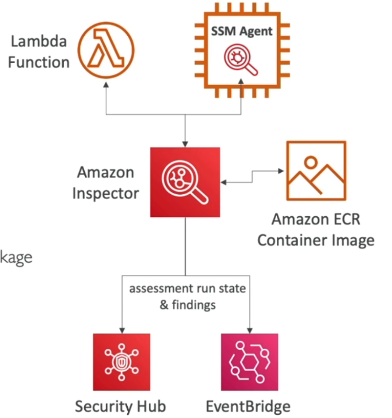 Lambda
Function
SSM Agent
Amazon
Inspector
Amazon ECR
Container Image
kage
assessment run state
& findings
Security Hub
EventBridge